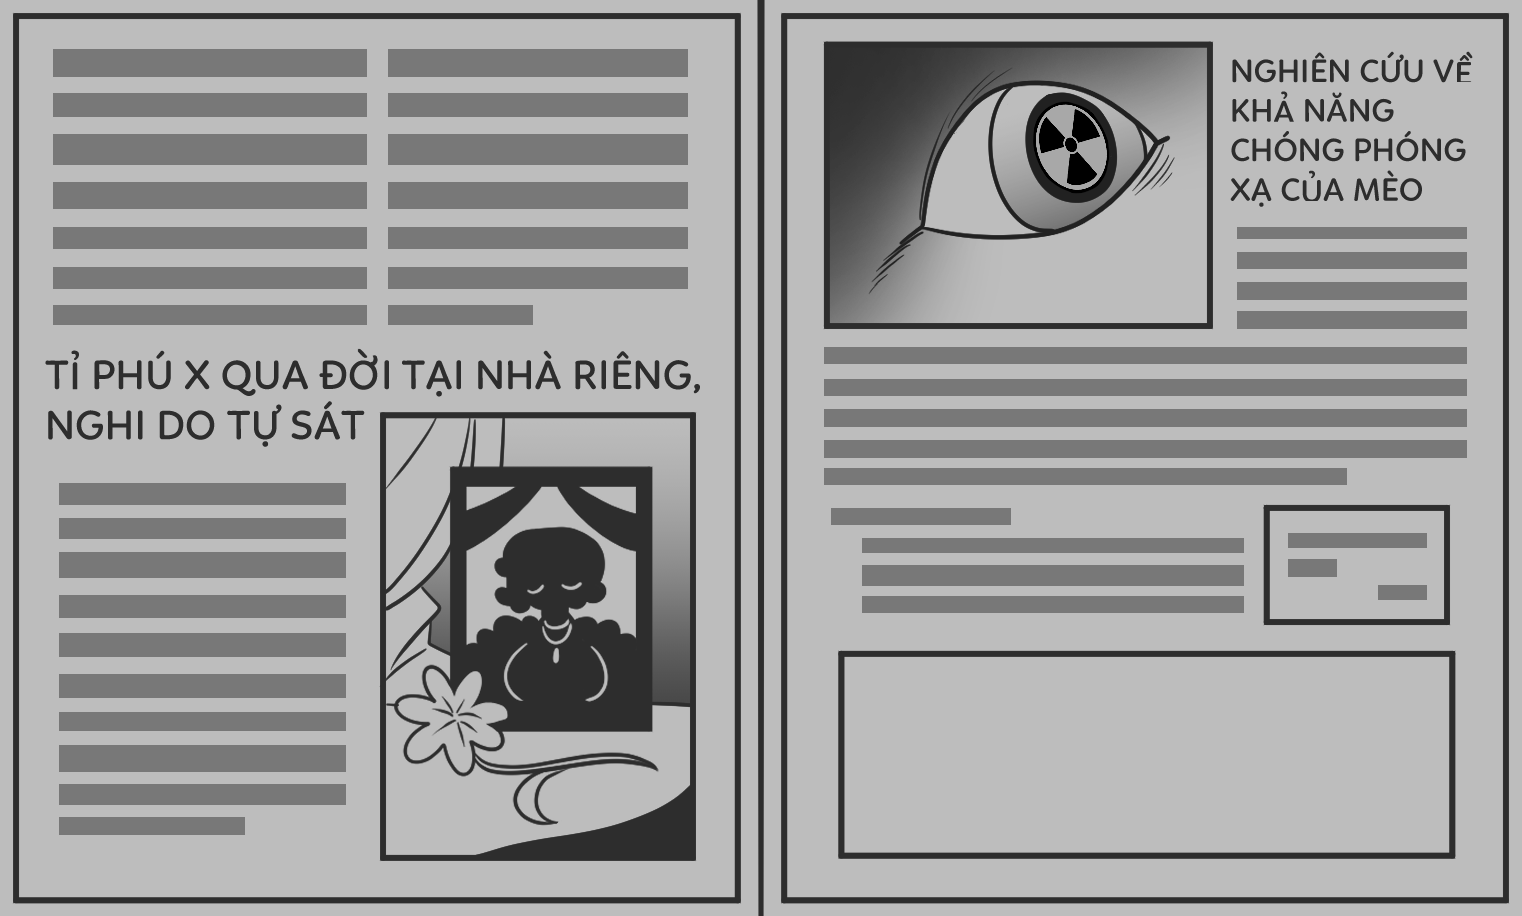 TỈ PHÚ X QUA ĐỜI TẠI NHÀ RIÊNG,
NGHI DO TỰ SÁT
NGHIÊN CỨU VỀ
KHẢ NĂNG
CHÓNG PHÓNG
XẠ CỦA MÈO